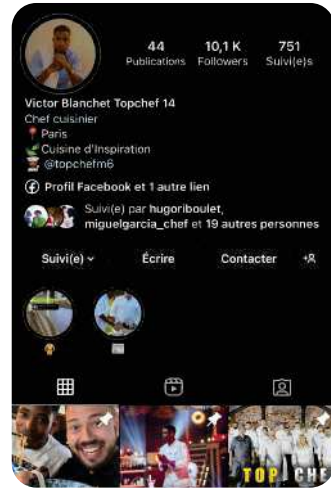 44 10,1 K 751
Publications Followers Suivi(e)s
Victor Blanchet Topchef 14
Chef cuisinier
Paris
Cuisine d'Inspiration
@topchefm6
Profil Facebook et 1 autre lien
Suivi(e) par hugoriboulet,
miguelgarcia_chef et 19 autres personnes
Suivi(e) Écrire Contacter
TOP CHE